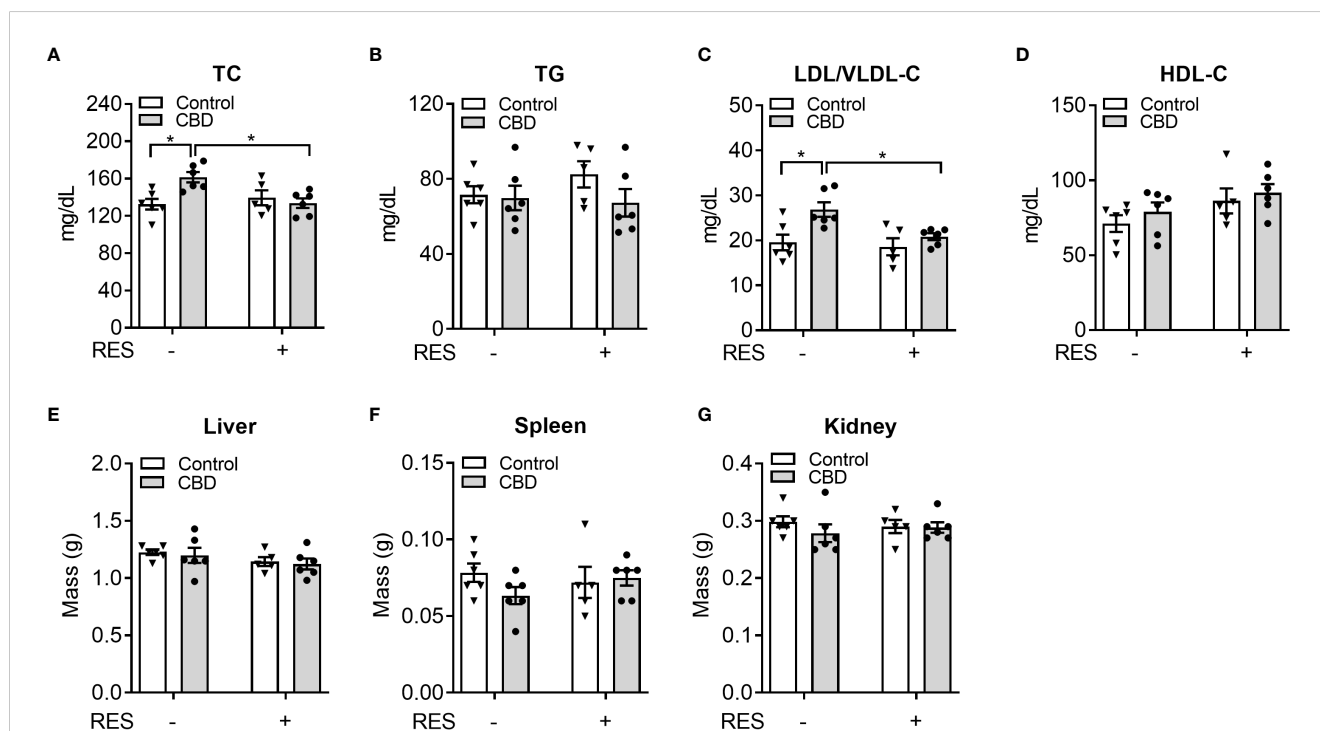 A
TC
mg/dL
240
200
160
120
80
40
0
Control
CBD
*
*
RES - +
B
TG
mg/dL
120
80
40
0
Control
CBD
RES - +
C
LDL/VLDL-C
mg/dL
50
40
30
20
10
0
Control
CBD
*
*
RES - +
D
HDL-C
mg/dL
150
100
50
0
Control
CBD
RES - +
E
Liver
Mass (g)
2.0
1.5
1.0
0.5
0.0
Control
CBD
RES - +
F
Spleen
Mass (g)
0.15
0.10
0.05
0.00
Control
CBD
RES - +
G
Kidney
Mass (g)
0.4
0.3
0.2
0.1
0.0
Control
CBD
RES - +